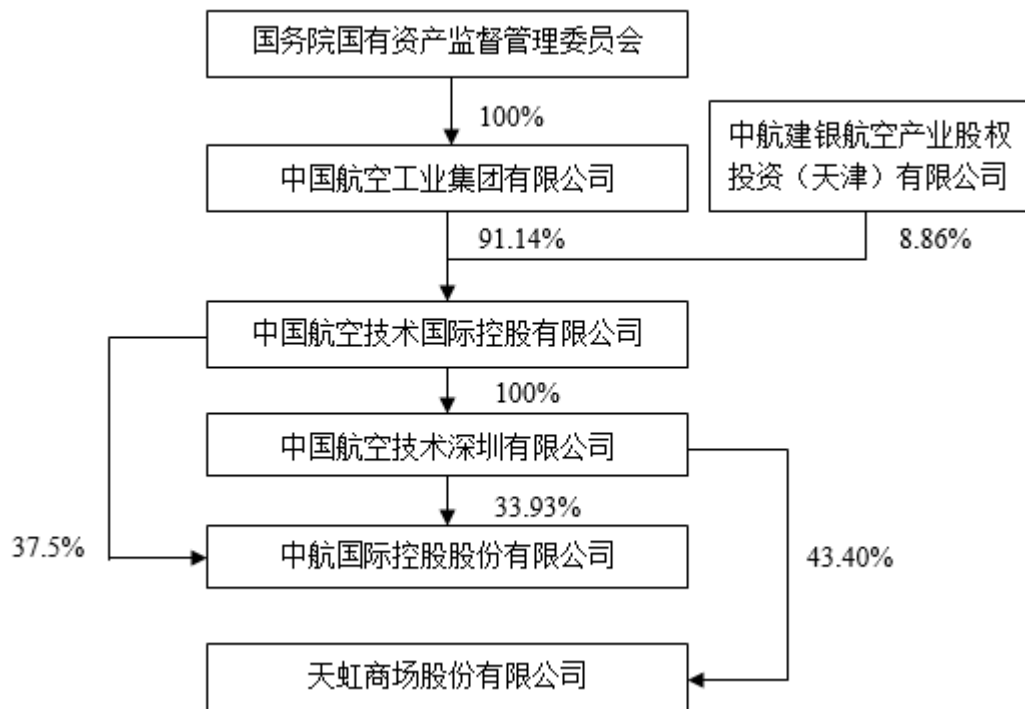 国务院国有资产监督管理委员会
100%
中航建银航空产业股权
投资（天津）有限公司
中国航空工业集团有限公司
91.14%
8.86%
中国航空技术国际控股有限公司
100%
中国航空技术深圳有限公司
33.93%
37.5%
中航国际控股股份有限公司
43.40%
天虹商场股份有限公司